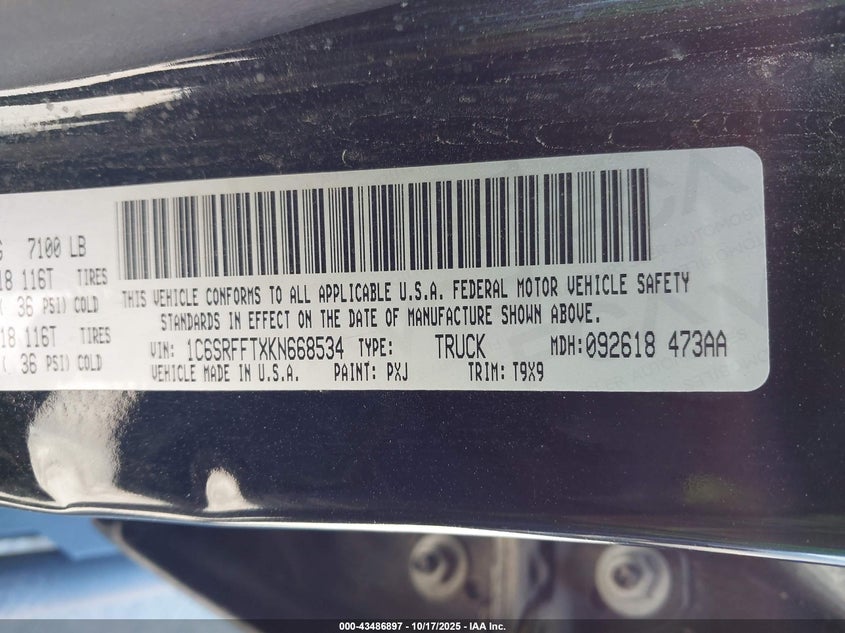 7100 LB
18 116T TIRES
( 36 PSI) COLD
18 116T TIRES
( 36 PSI) COLD
THIS VEHICLE CONFORMS TO ALL APPLICABLE U.S.A. FEDERAL MOTOR VEHICLE SAFETY
STANDARDS IN EFFECT ON THE DATE OF MANUFACTURE SHOWN ABOVE.
VIN: 1C6SRFFTXKN668534 TYPE: TRUCK MDH:092618 473AA
VEHICLE MADE IN U.S.A. PAINT: PXJ TRIM: T9X9
000-43486897 - 10/17/2025 - IAA Inc.